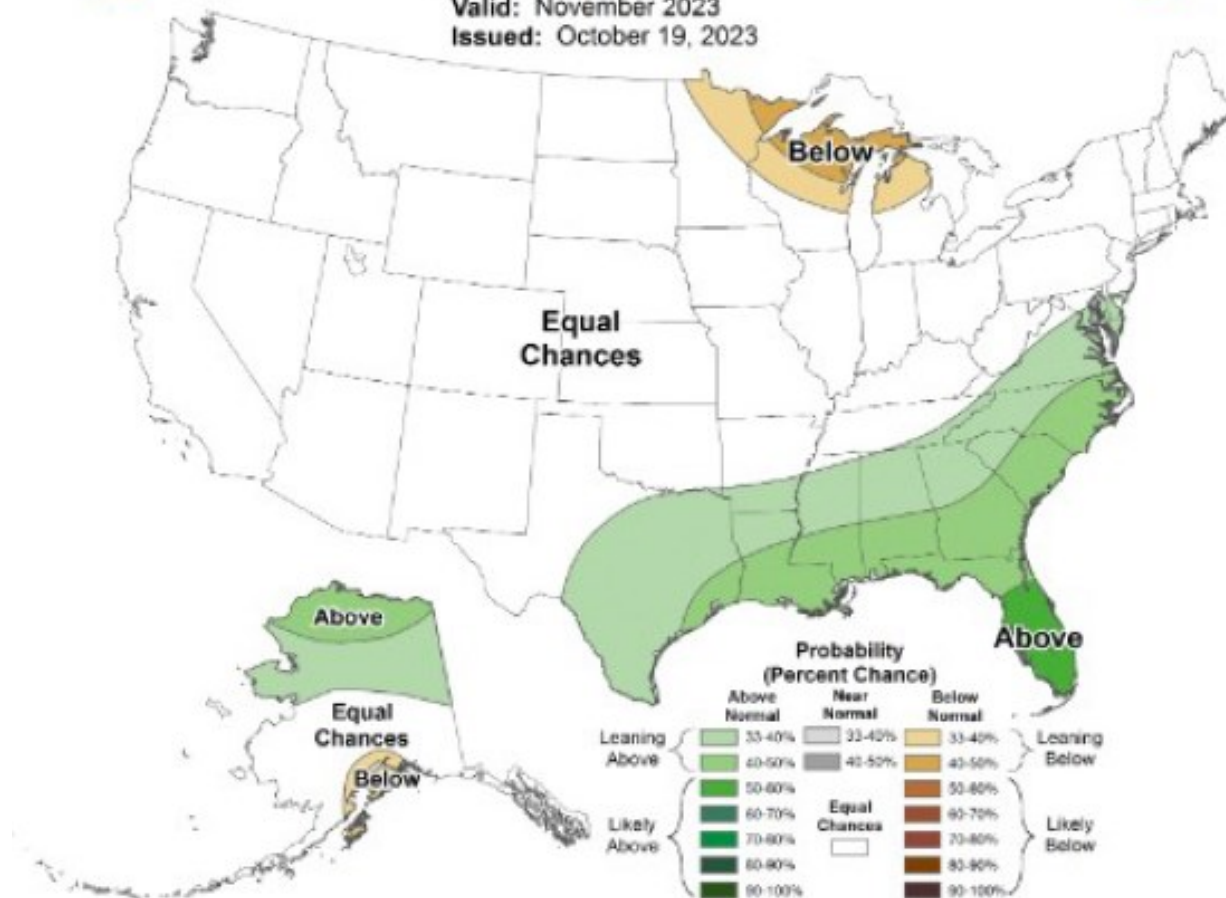 Valid: November 2023
Issued: October 19, 2023
Below
Equal
Chances
Above
Above
Equal
Chances
Below
Probability
(Percent Chance)
Above
Normal
Near
Normal
Below
Normal
Leaning
Above
33-40%
33-40%
33-40%
Leaning
Below
40-50%
40-50%
40-50%
Likely
Above
50-60%
50-60%
60-70%
Equal
Chances
60-70%
Likely
Below
70-80%
70-80%
80-90%
80-90%
90-100%
90-100%